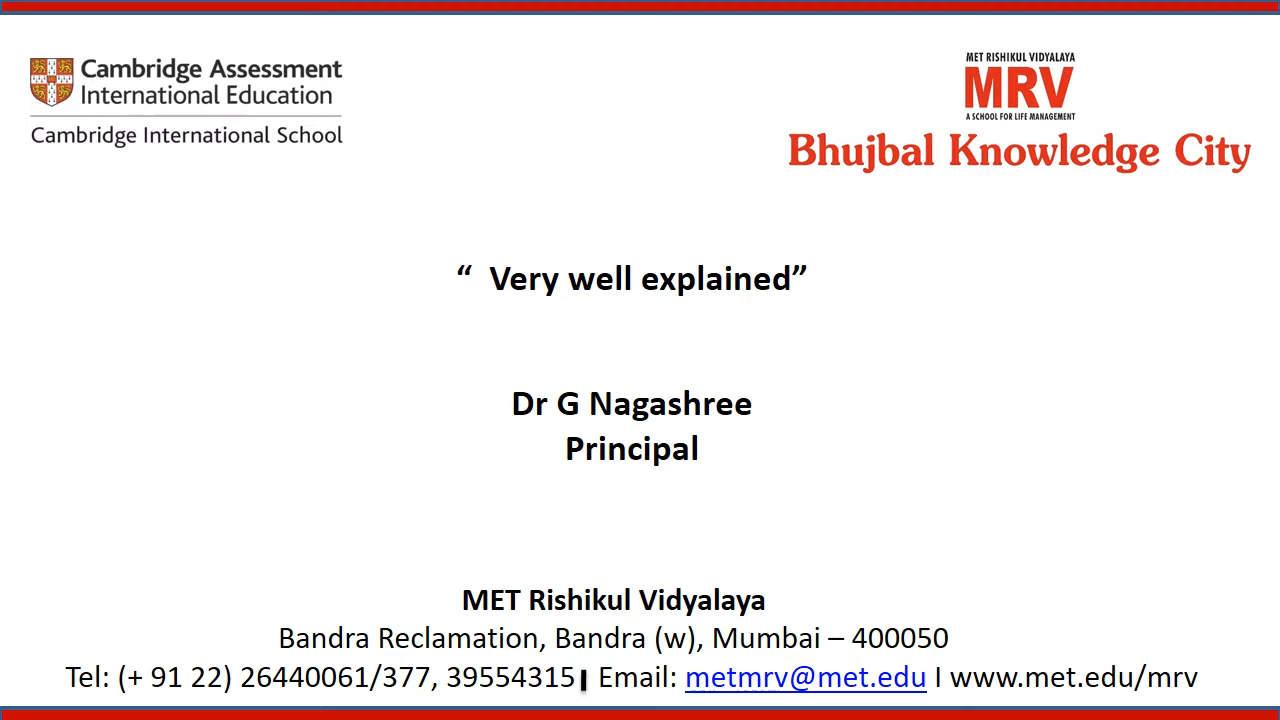 Cambridge Assessment
International Education
Cambridge International School
MET RISHIKUL VIDYALAYA
MRV
A SCHOOL FOR LIFE MANAGEMENT
Bhujbal Knowledge City
“  Very well explained”
Dr G Nagashree
Principal
MET Rishikul Vidyalaya
Bandra Reclamation, Bandra (w), Mumbai – 400050
Tel: (+ 91 22) 26440061/377, 39554315| Email: metmrv@met.edu I www.met.edu/mrv